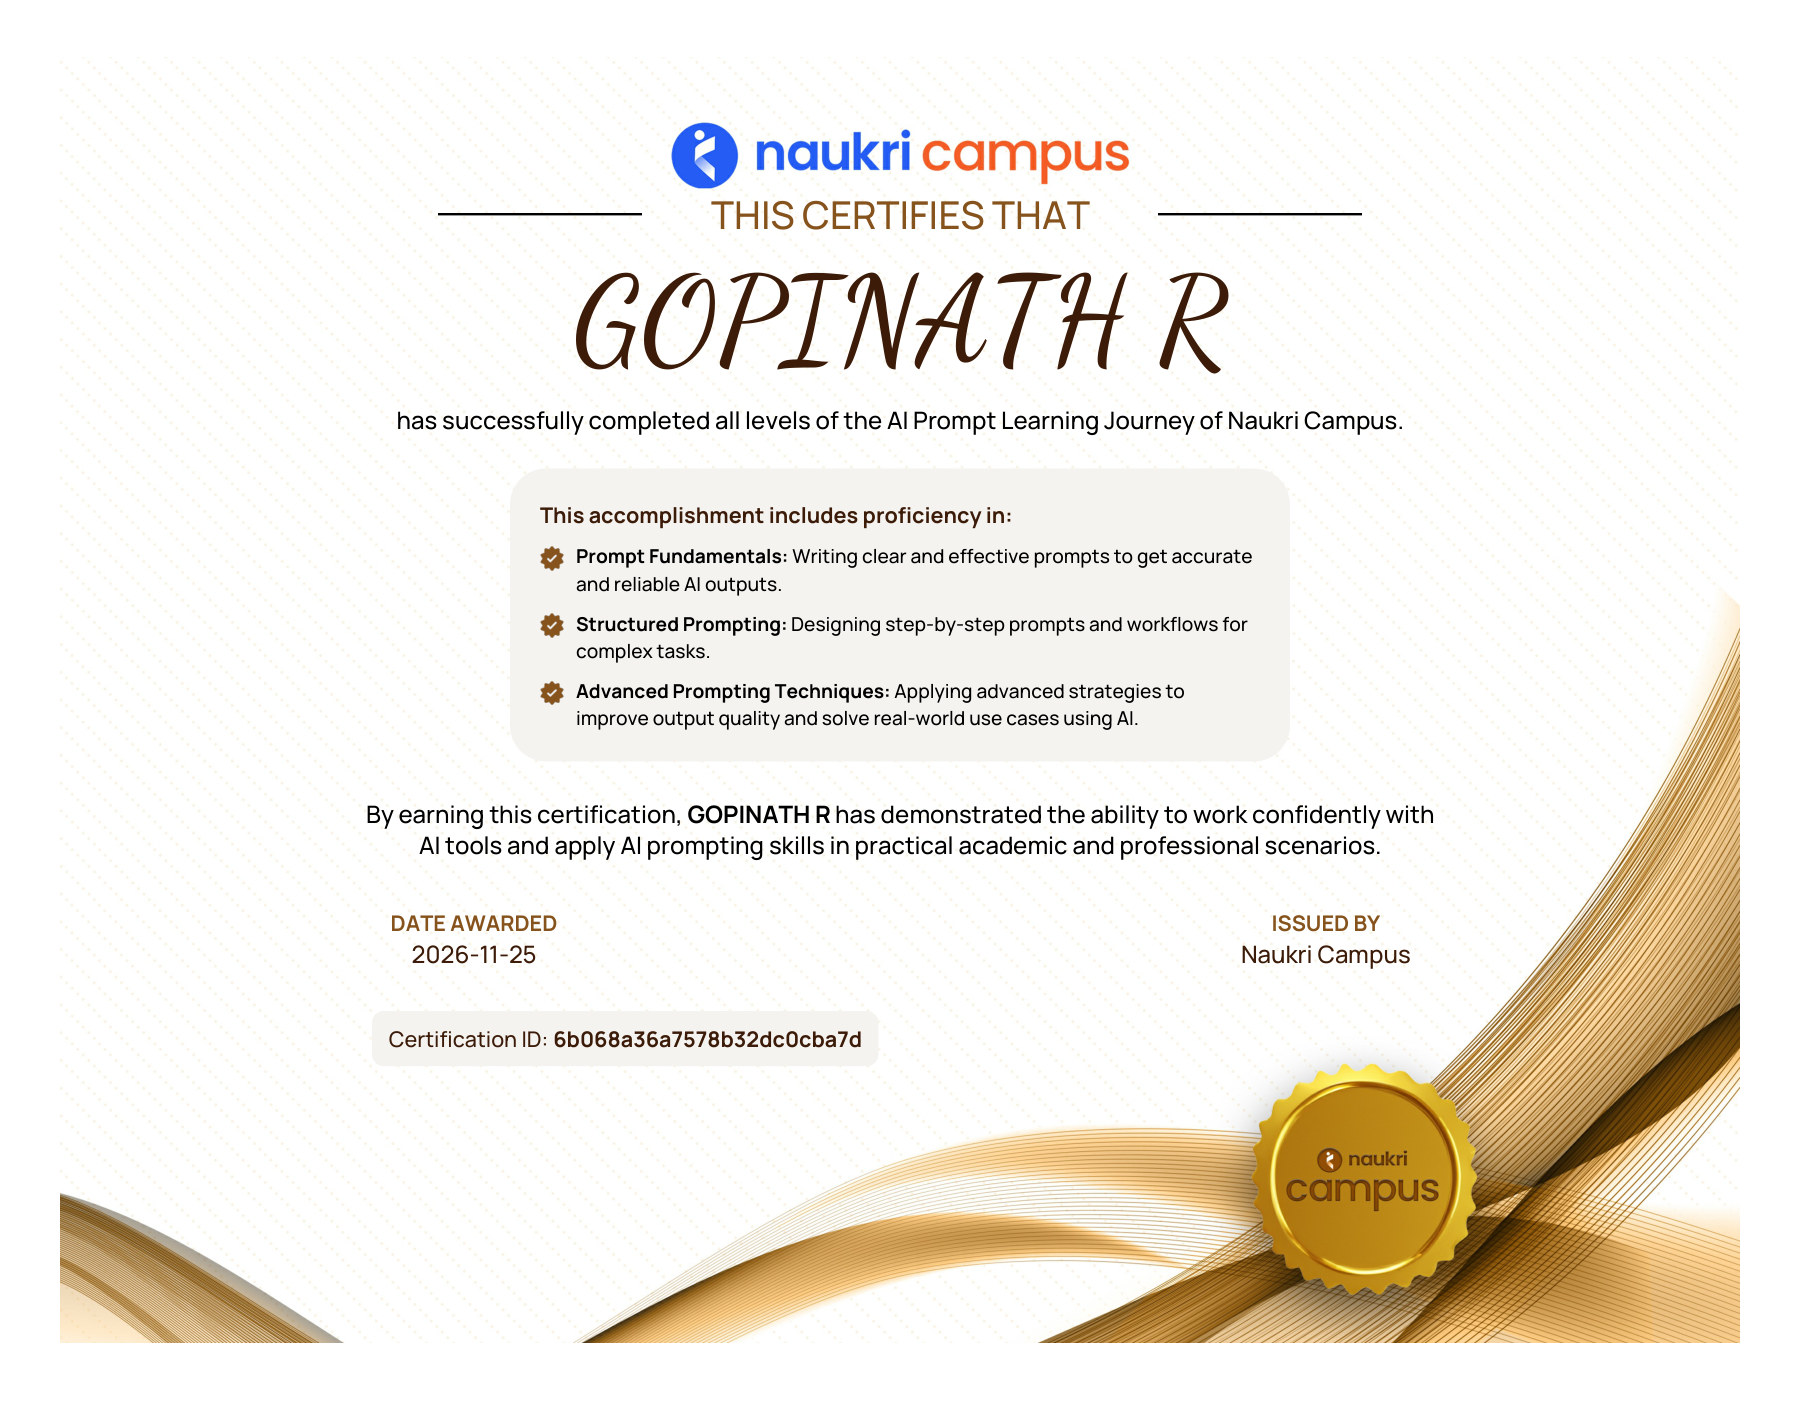 naukri campus
THIS CERTIFIES THAT
GOPINATH R
has successfully completed all levels of the AI Prompt Learning Journey of Naukri Campus.
This accomplishment includes proficiency in:
Prompt Fundamentals: Writing clear and effective prompts to get accurate
and reliable AI outputs.
Structured Prompting: Designing step-by-step prompts and workflows for
complex tasks.
Advanced Prompting Techniques: Applying advanced strategies to
improve output quality and solve real-world use cases using AI.
By earning this certification, GOPINATH R has demonstrated the ability to work confidently with
AI tools and apply AI prompting skills in practical academic and professional scenarios.
DATE AWARDED
2026-11-25
ISSUED BY
Naukri Campus
Certification ID: 6b068a36a7578b32dc0cba7d
naukri
campus